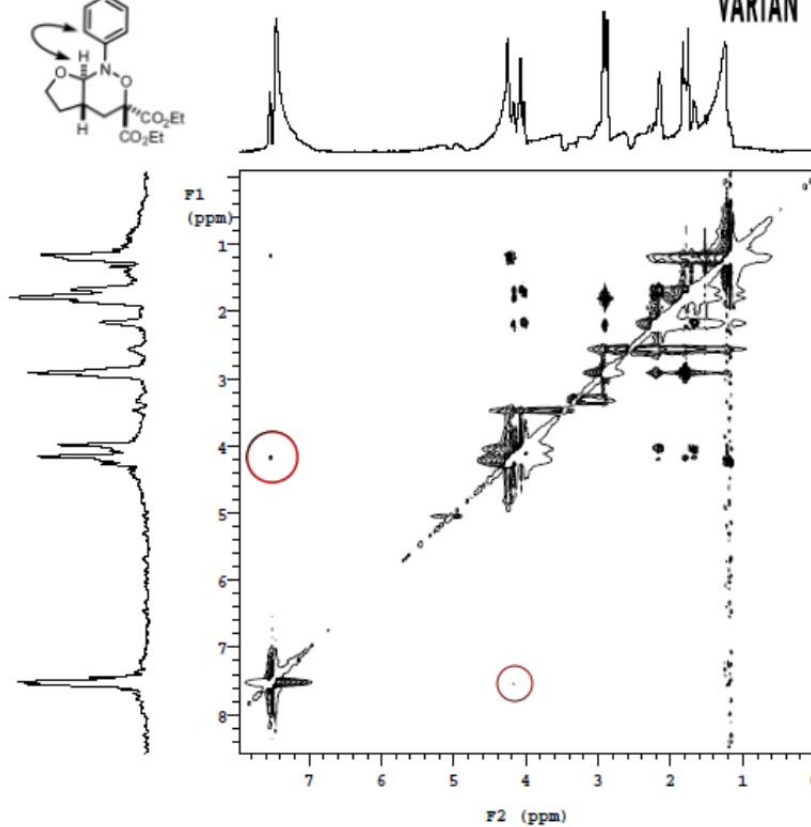 VARIAN
H
N
O
O
H
CO₂Et
CO₂Et
F1
(ppm)
1
2
3
4
5
6
7
8
7 6 5 4 3 2 1
F2 (ppm)